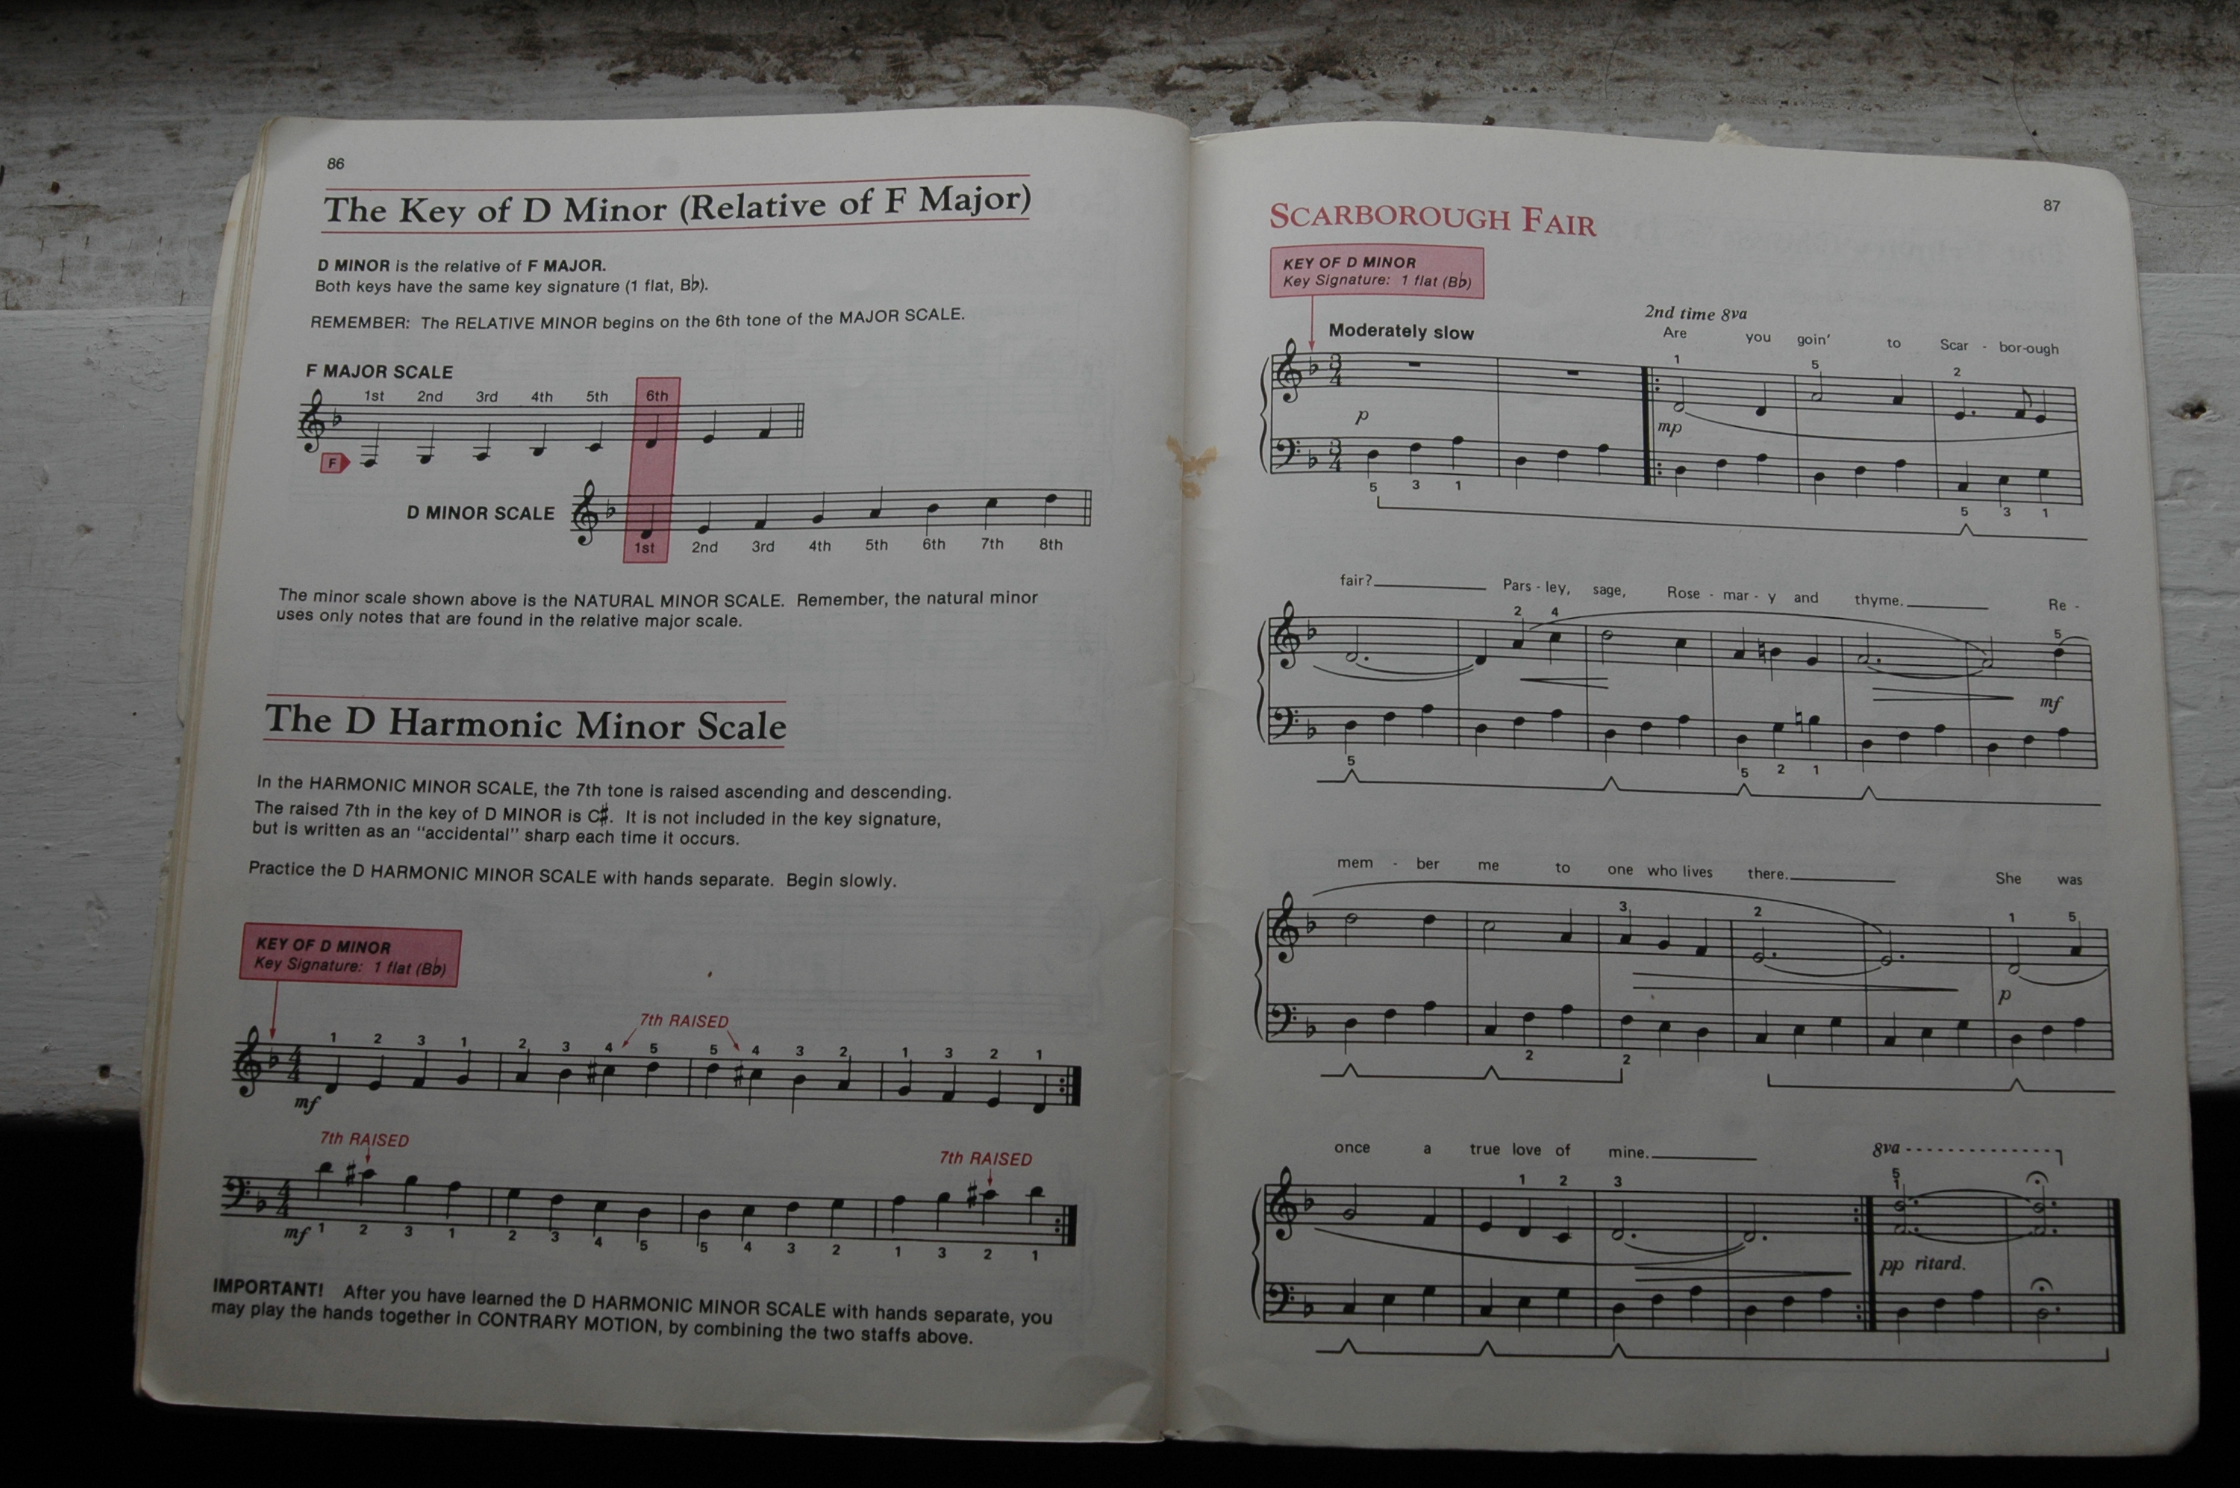 86
The Key of D Minor (Relative of F Major)
D MINOR is the relative of F MAJOR.
Both keys have the same key signature (1 flat, B♭).
REMEMBER: The RELATIVE MINOR begins on the 6th tone of the MAJOR SCALE.
F MAJOR SCALE
1st 2nd 3rd 4th 5th 6th
F
D MINOR SCALE
1st 2nd 3rd 4th 5th 6th 7th 8th
The minor scale shown above is the NATURAL MINOR SCALE. Remember, the natural minor
uses only notes that are found in the relative major scale.
The D Harmonic Minor Scale
In the HARMONIC MINOR SCALE, the 7th tone is raised ascending and descending.
The raised 7th in the key of D MINOR is C♯. It is not included in the key signature,
but is written as an "accidental" sharp each time it occurs.
Practice the D HARMONIC MINOR SCALE with hands separate. Begin slowly.
KEY OF D MINOR
Key Signature: 1 flat (B♭)
7th RAISED
1 2 3 1 2 3 4 5 5 4 3 2 1 3 2 1
4
4
mf
7th RAISED 7th RAISED
4
4
mf 1 2 3 1 2 3 4 5 5 4 3 2 1 3 2 1
IMPORTANT! After you have learned the D HARMONIC MINOR SCALE with hands separate, you
may play the hands together in CONTRARY MOTION, by combining the two staffs above.
87
SCARBOROUGH FAIR
KEY OF D MINOR
Key Signature: 1 flat (B♭)
2nd time 8va
Moderately slow
Are you goin' to Scar - bor-ough
1 5 2
3
4
p mp
3
4
5 3 1 5 3 1
fair? Pars - ley, sage, Rose - mar - y and thyme. Re -
2 4 5
mf
5 5 2 1
mem - ber me to one who lives there. She was
3 2 1 5
p
2 2
once a true love of mine. 8va
1 2 3 5
1
pp ritard.